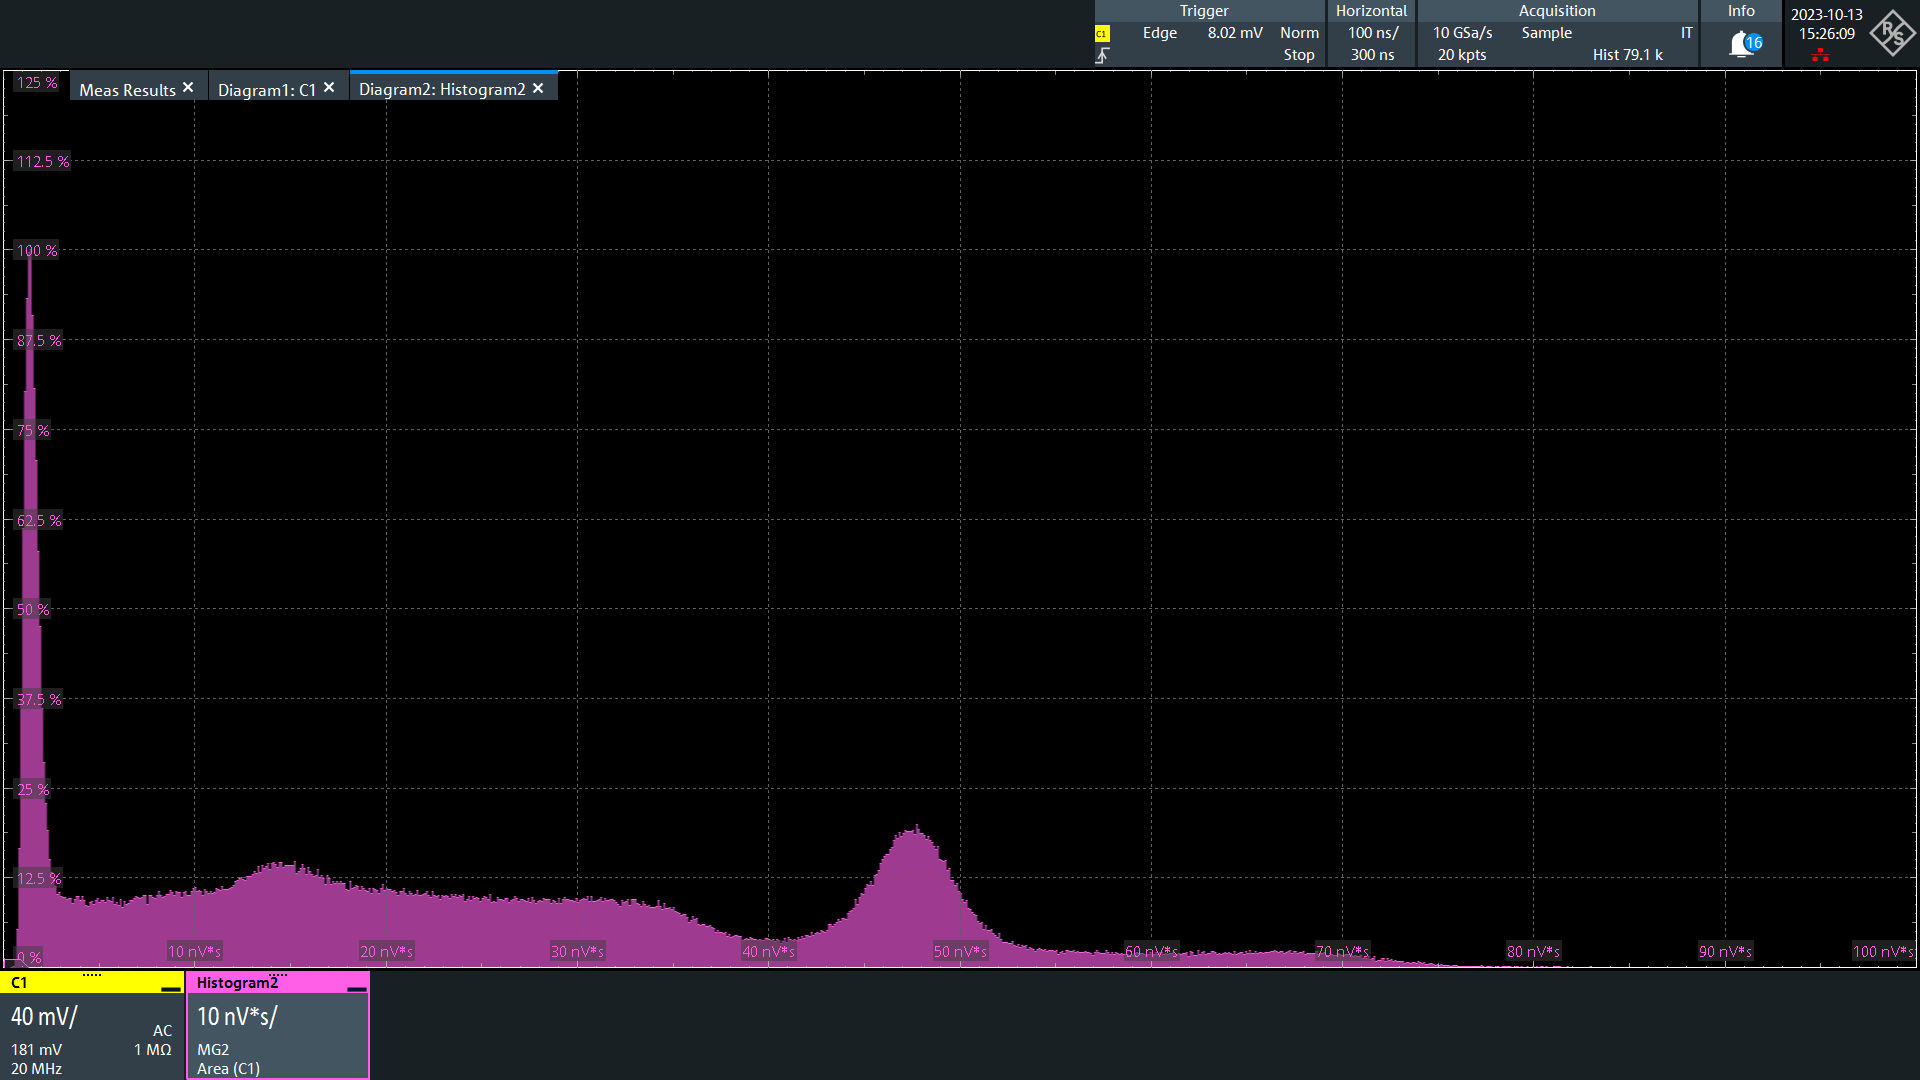 Trigger
C1 Edge 8.02 mV Norm
Stop
Horizontal
100 ns/
300 ns
Acquisition
10 GSa/s Sample IT
20 kpts Hist 79.1 k
Info
16
2023-10-13
15:26:09
R S
Meas Results × Diagram1: C1 × Diagram2: Histogram2 ×
125 %
112.5 %
100 %
87.5 %
75 %
62.5 %
50 %
37.5 %
25 %
12.5 %
0 %
10 nV*s 20 nV*s 30 nV*s 40 nV*s 50 nV*s 60 nV*s 70 nV*s 80 nV*s 90 nV*s 100 nV*s
C1
40 mV/
AC
181 mV 1 MΩ
20 MHz
Histogram2
10 nV*s/
MG2
Area (C1)